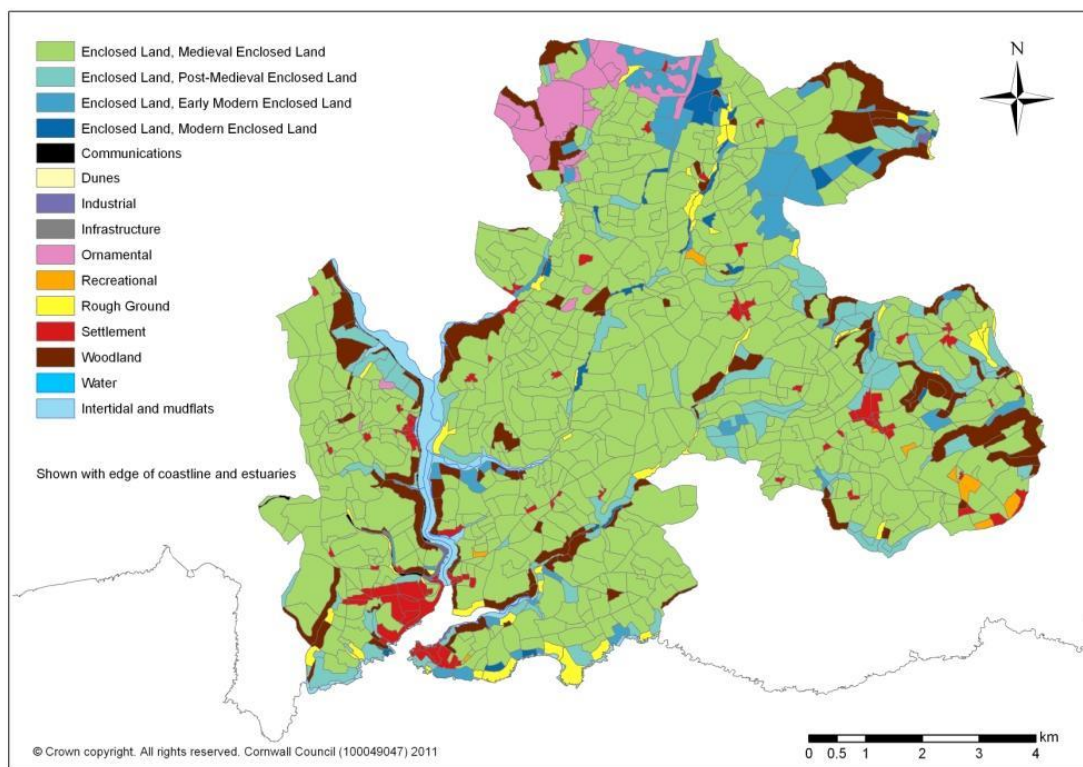 Enclosed Land, Medieval Enclosed Land
Enclosed Land, Post-Medieval Enclosed Land
Enclosed Land, Early Modern Enclosed Land
Enclosed Land, Modern Enclosed Land
Communications
Dunes
Industrial
Infrastructure
Ornamental
Recreational
Rough Ground
Settlement
Woodland
Water
Intertidal and mudflats
Shown with edge of coastline and estuaries
N
© Crown copyright. All rights reserved. Cornwall Council (100049047) 2011
km
0 0.5 1 2 3 4